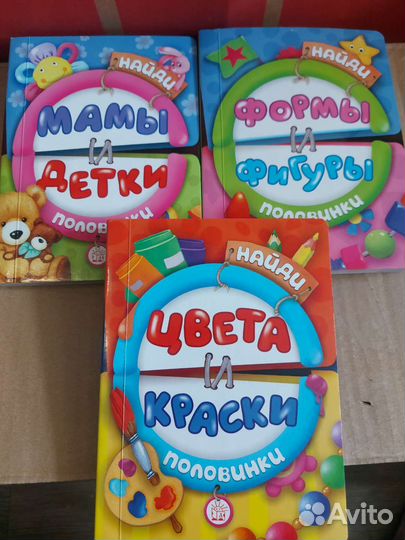 НАЙДИ
МАМЫ
И
ДЕТКИ
ПОЛОВИНКИ
НАЙДИ
ФОРМЫ
И
ФИГУРЫ
ПОЛОВИНКИ
НАЙДИ
ЦВЕТА
И
КРАСКИ
ПОЛОВИНКИ
Avito